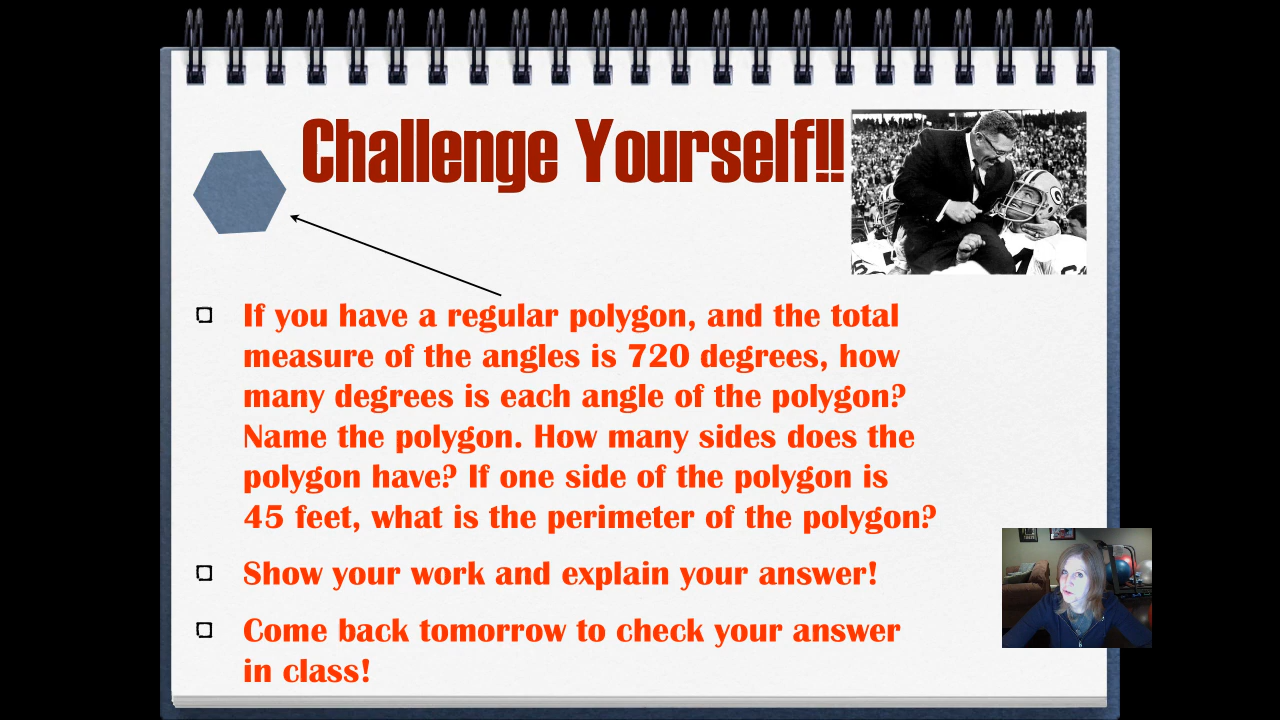 Challenge Yourself!!
If you have a regular polygon, and the total
measure of the angles is 720 degrees, how
many degrees is each angle of the polygon?
Name the polygon. How many sides does the
polygon have? If one side of the polygon is
45 feet, what is the perimeter of the polygon?
Show your work and explain your answer!
Come back tomorrow to check your answer
in class!